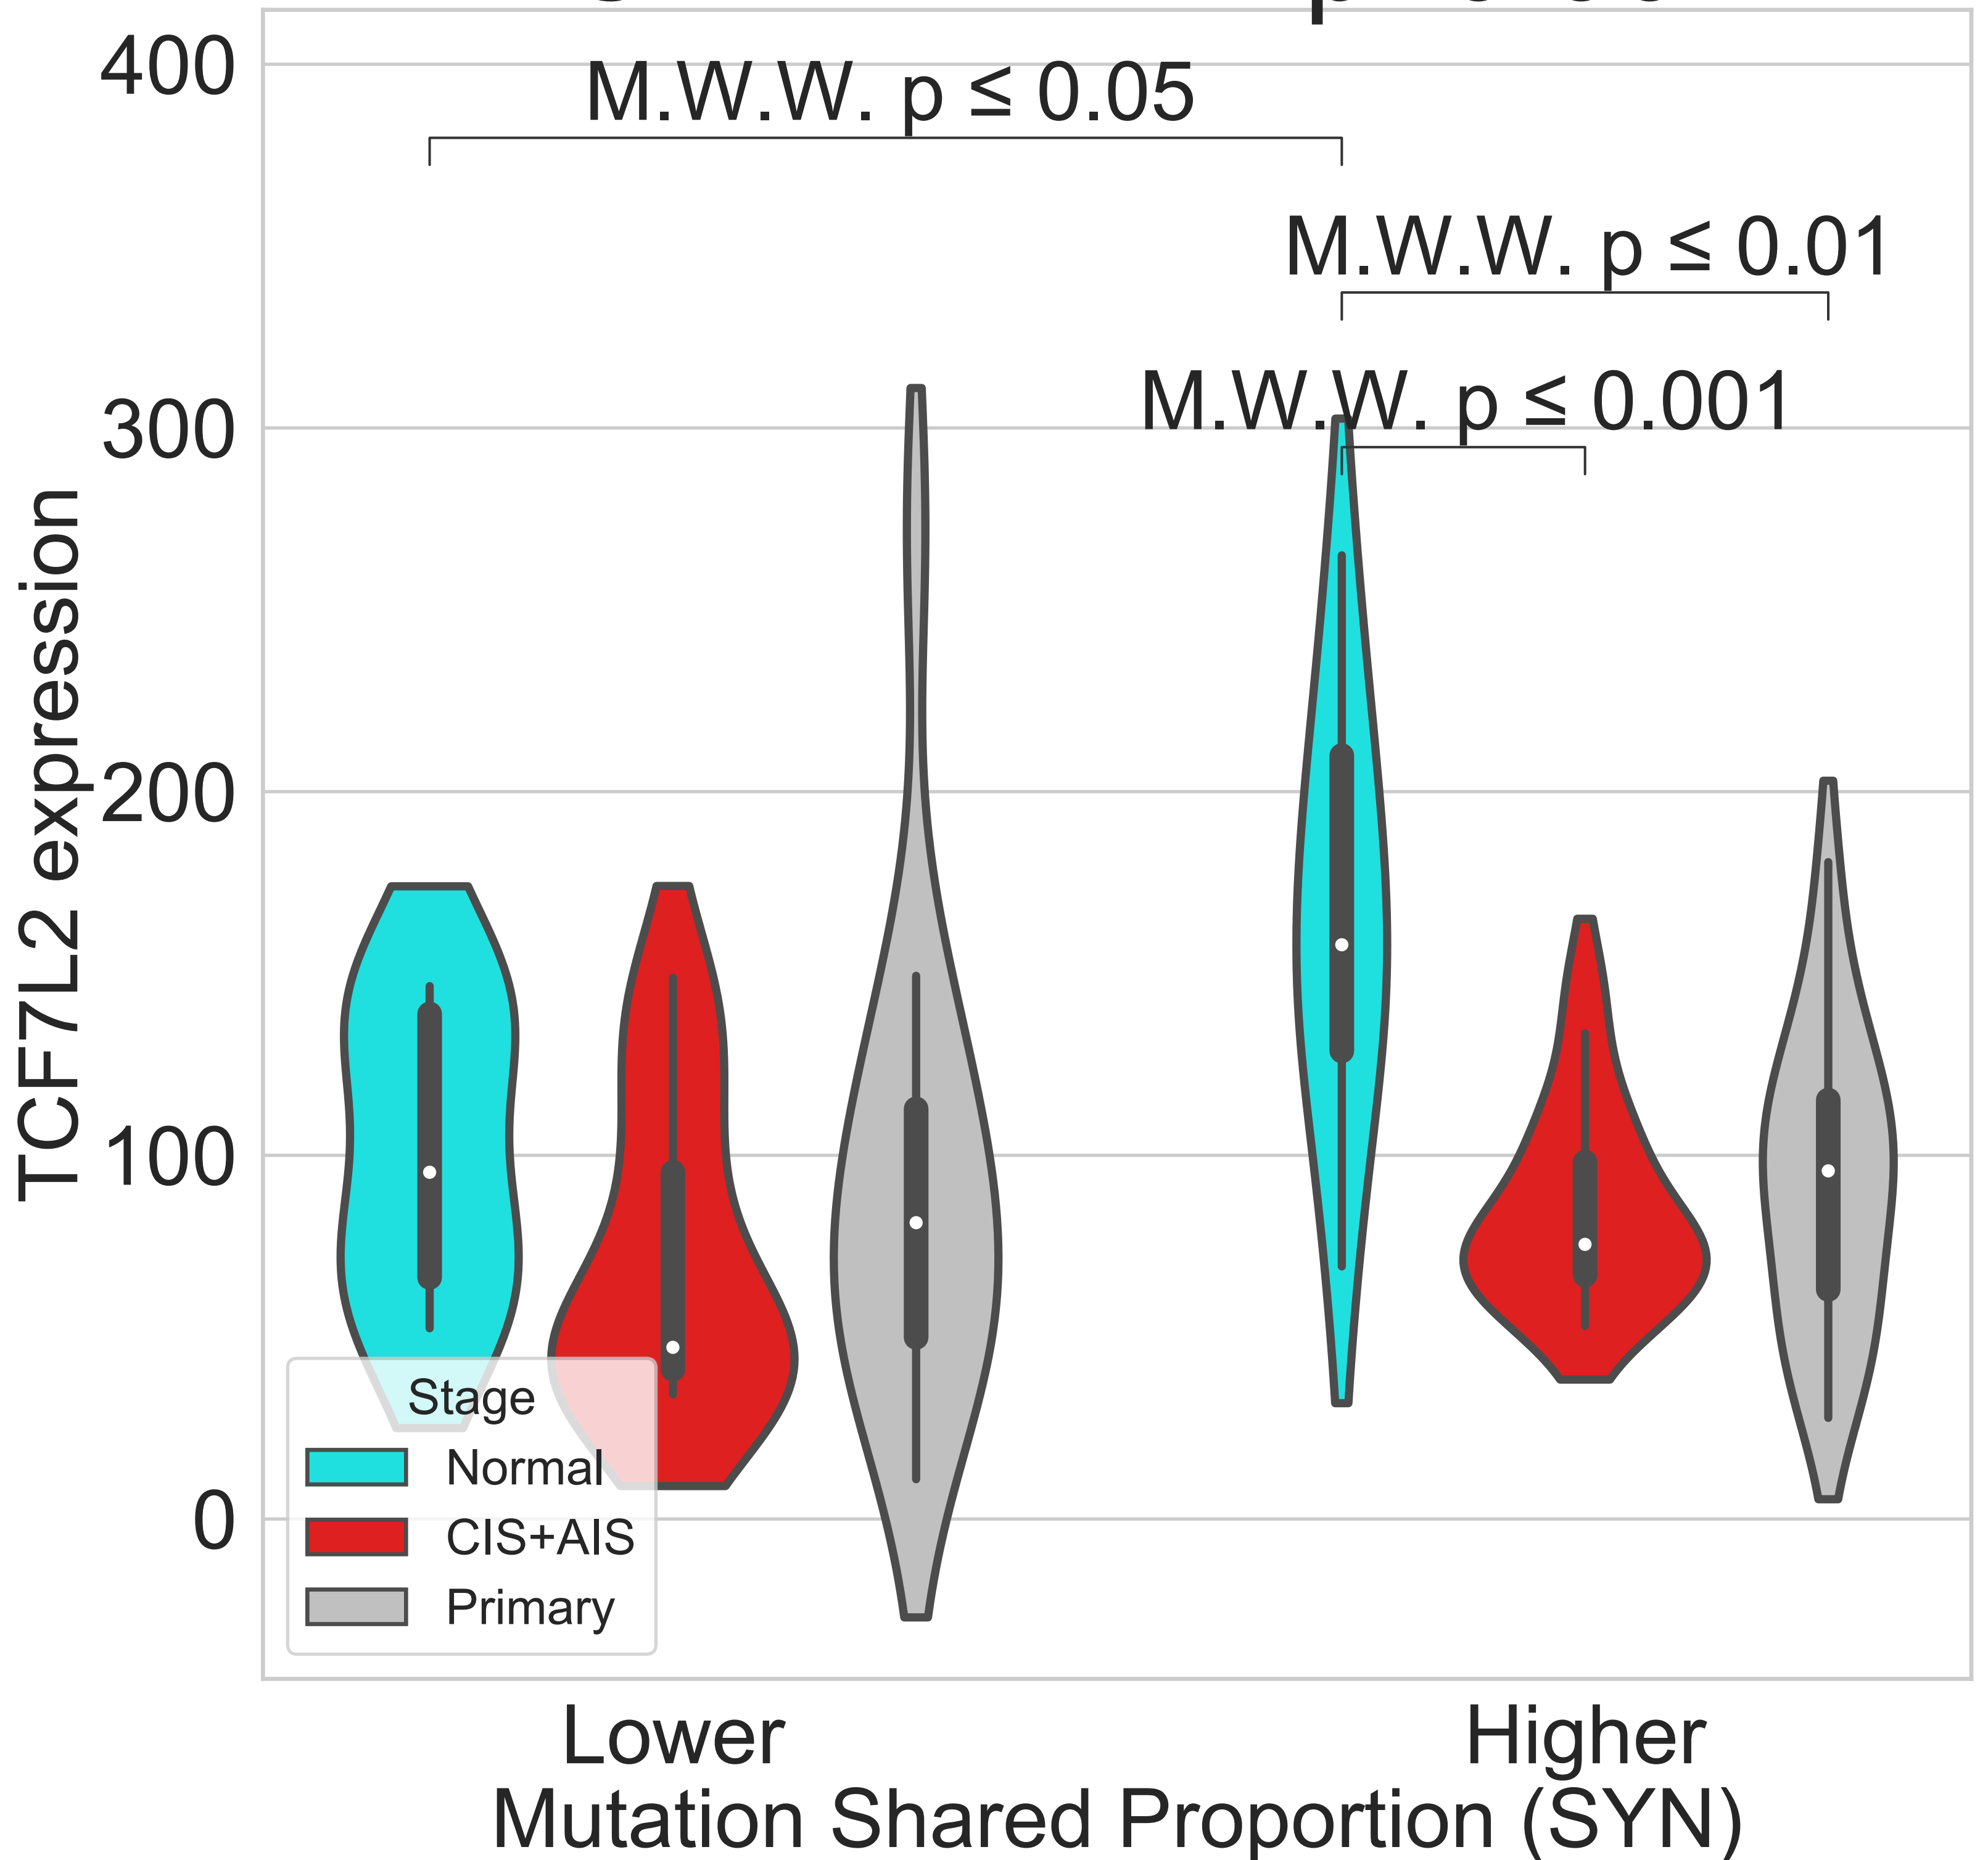 400
M.W.W. p ≤ 0.05
M.W.W. p ≤ 0.01
M.W.W. p ≤ 0.001
300
200
100
0
TCF7L2 expression
Stage
Normal
CIS+AIS
Primary
Lower
Higher
Mutation Shared Proportion (SYN)